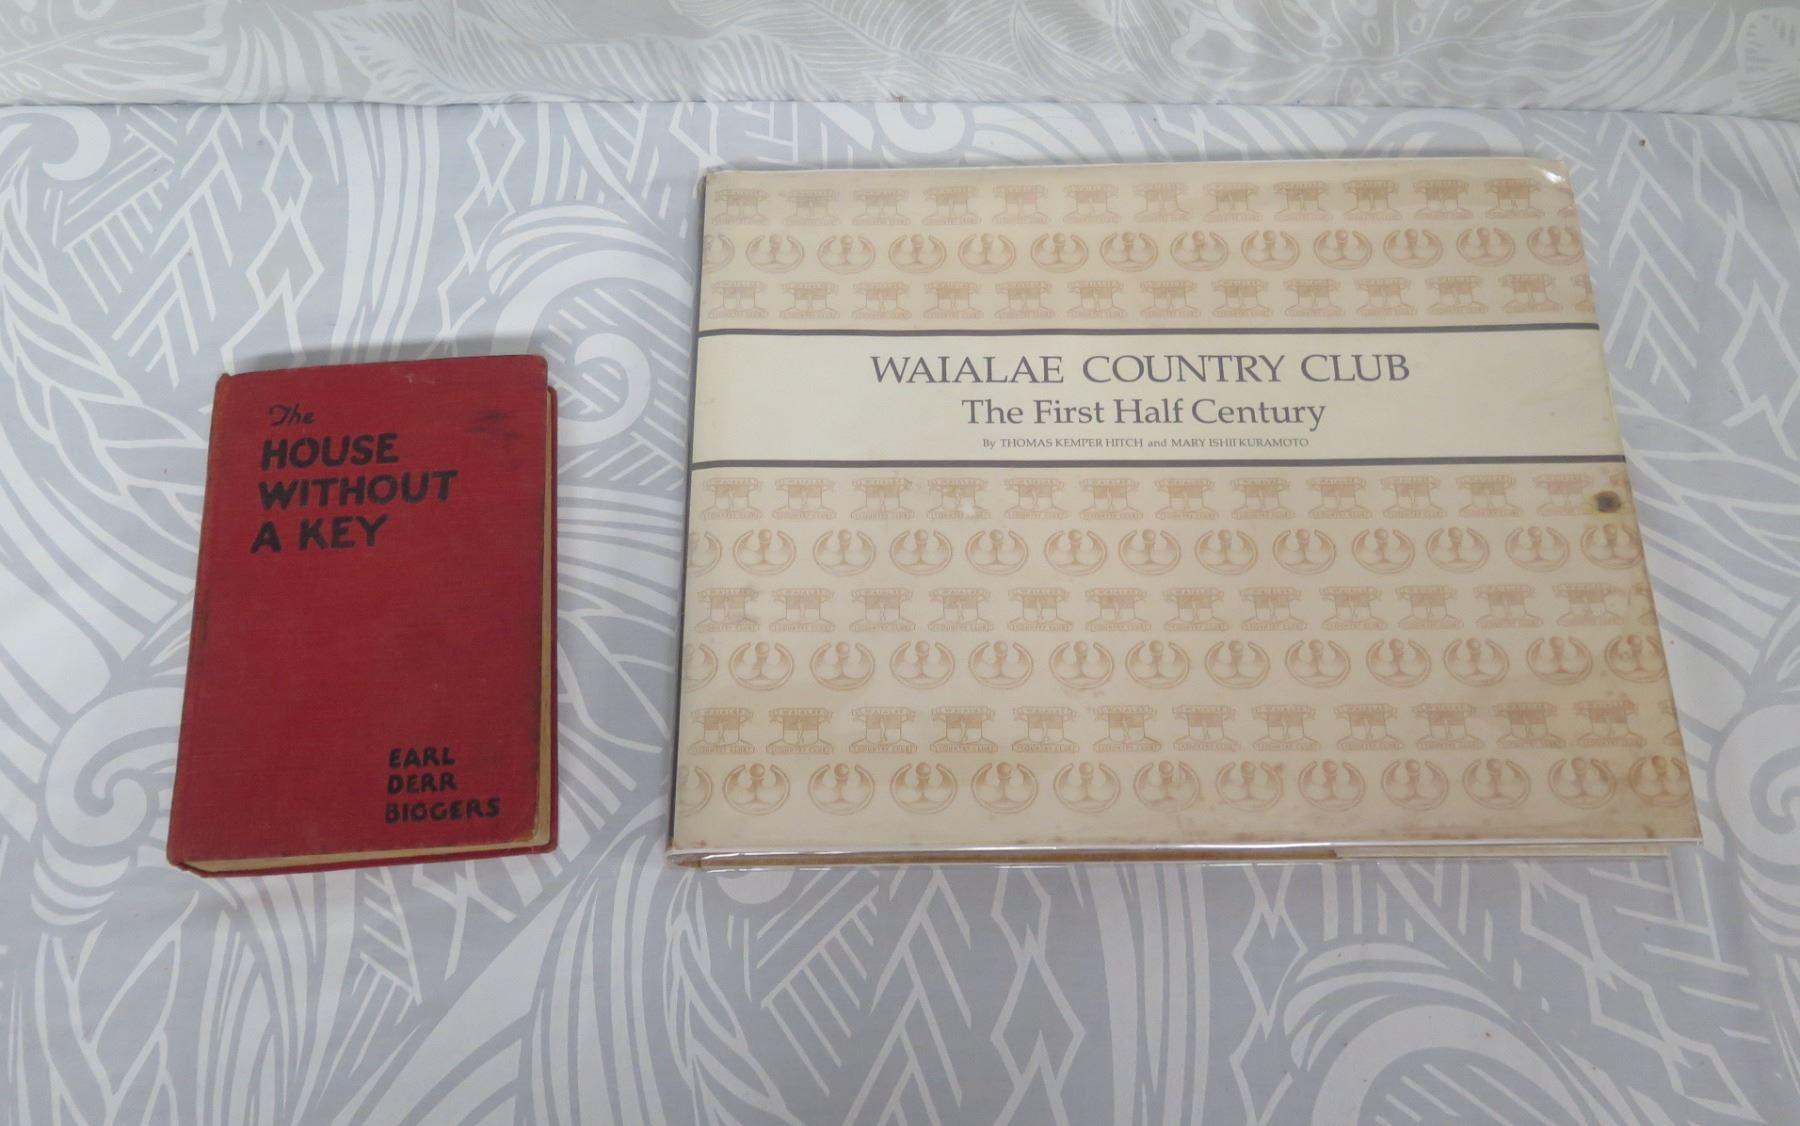 The
HOUSE
WITHOUT
A KEY
EARL
DERR
BIGGERS
WAIALAE COUNTRY CLUB
The First Half Century
By THOMAS KEMPER HITCH and MARY ISHII KURAMOTO